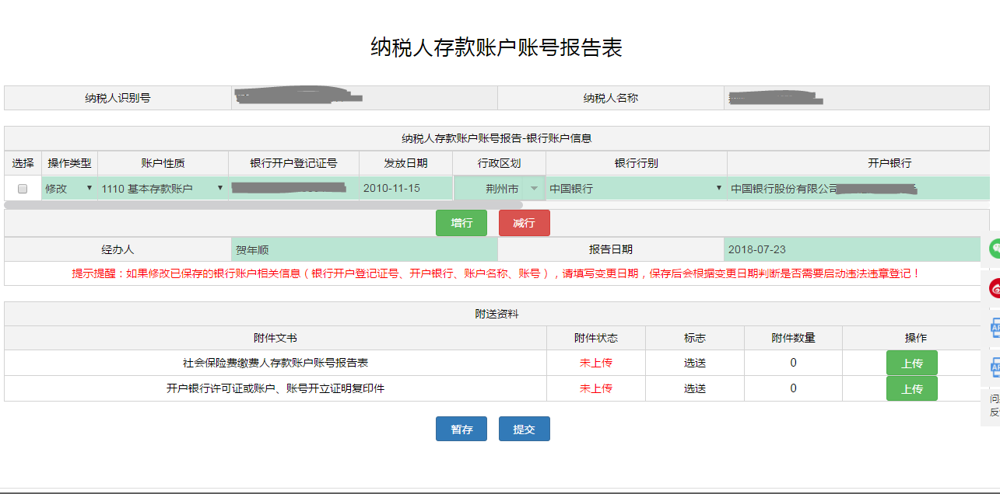 纳税人存款账户账号报告表
纳税人识别号 纳税人名称
纳税人存款账户账号报告-银行账户信息
选择 操作类型 账户性质 银行开户登记证号 发放日期 行政区划 银行行别 开户银行
修改 1110 基本存款账户 2010-11-15 荆州市 中国银行 中国银行股份有限公司
增行 减行
经办人 贺年顺 报告日期 2018-07-23
提示提醒：如果修改已保存的银行账户相关信息（银行开户登记证号、开户银行、账户名称、账号），请填写变更日期，保存后会根据变更日期判断是否需要启动违法违章登记！
附送资料
附件文书 附件状态 标志 附件数量 操作
社会保险费缴费人存款账户账号报告表 未上传 选送 0 上传
开户银行许可证或账户、账号开立证明复印件 未上传 选送 0 上传
问
反
暂存 提交